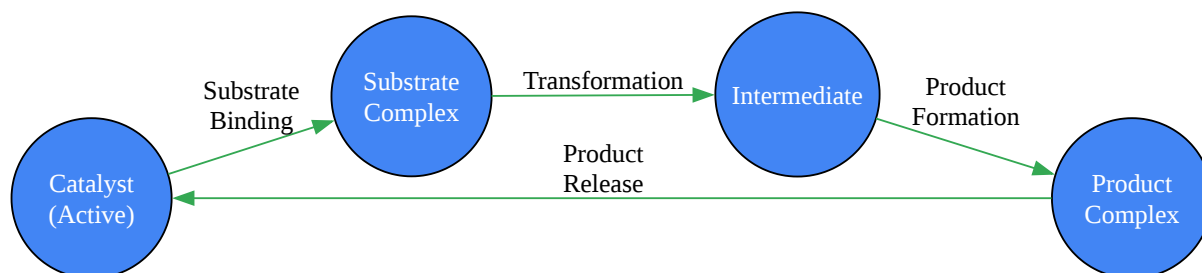 Substrate
Binding
Substrate
Complex
Transformation
Intermediate
Product
Formation
Product
Release
Catalyst
(Active)
Product
Complex